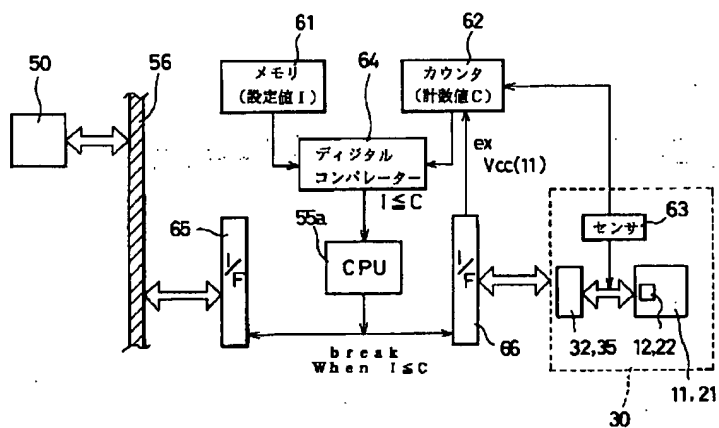 50
56
61
メモリ
(設定値I)
64
62
カウンタ
(計数値C)
ディジタル
コンパレーター
I≦C
ex
Vcc(11)
63
センサ
65
I/F
55a
CPU
I/F
66
break
When I≦C
32,35
12,22
11,21
30